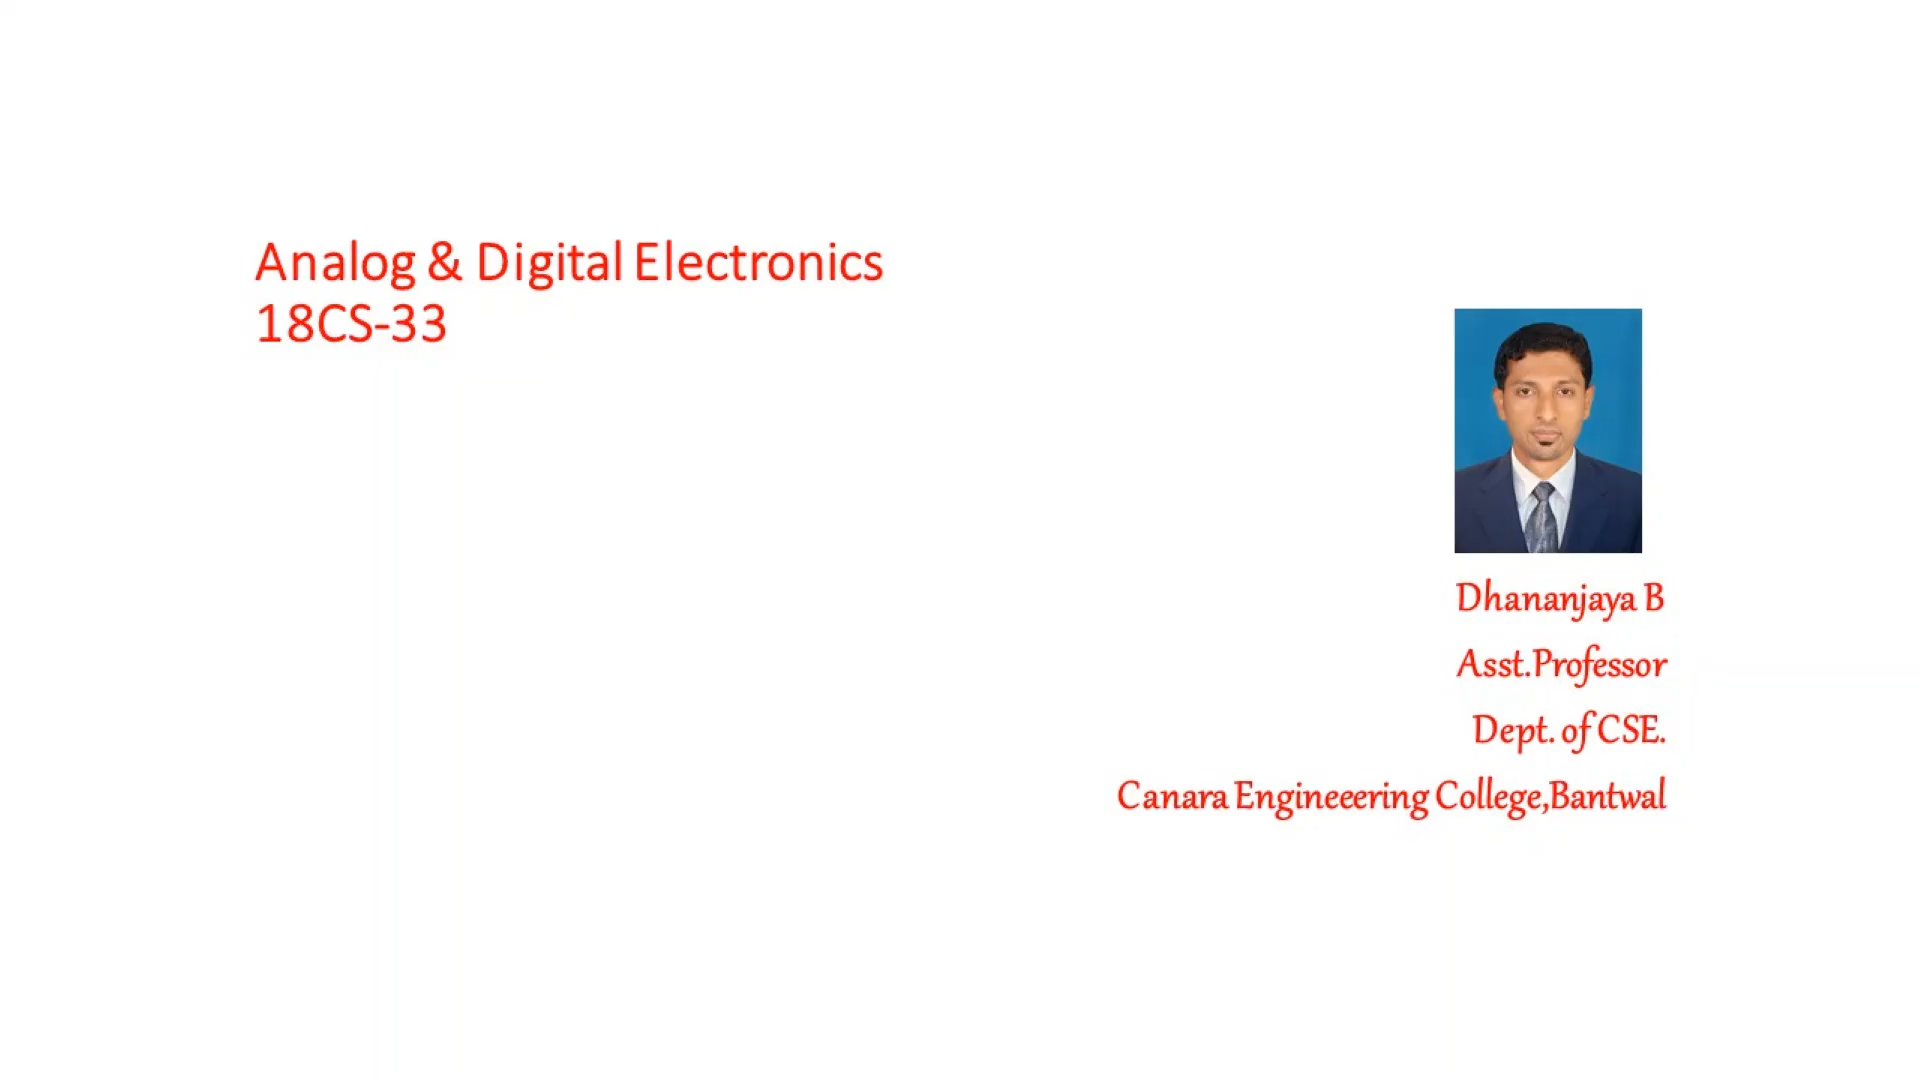 Analog & Digital Electronics
18CS-33
Dhananjaya B
Asst.Professor
Dept. of CSE.
Canara Engineeering College,Bantwal